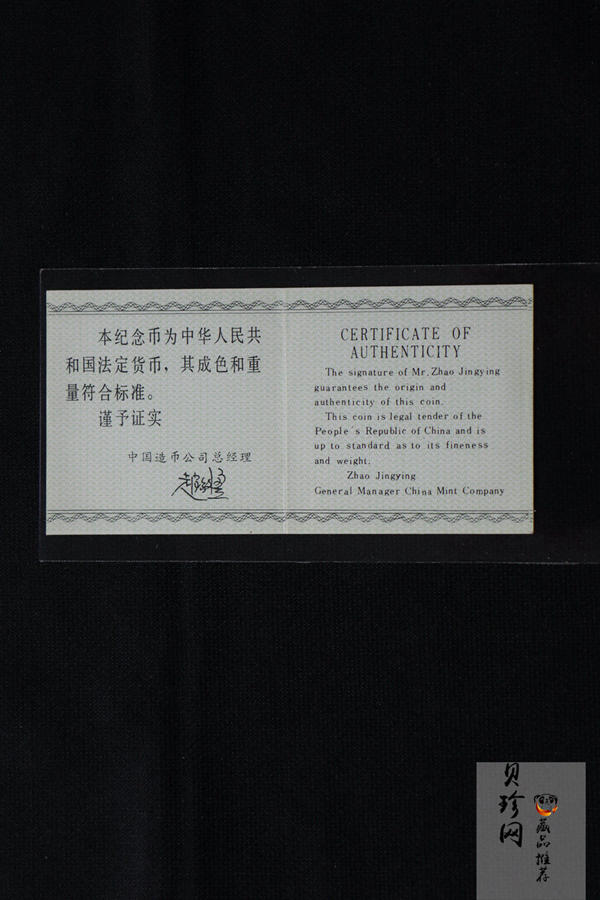 本纪念币为中华人民共
和国法定货币，其成色和重
量符合标准。
谨予证实
中国造币公司总经理
CERTIFICATE OF
AUTHENTICITY
The signature of Mr. Zhao Jingying
guarantees the origin and
authenticity of this coin.
This coin is legal tender of the
People's Republic of China and is
up to standard as to its fineness
and weight.
Zhao Jingying
General Manager China Mint Company
贝珍网
藏品推荐